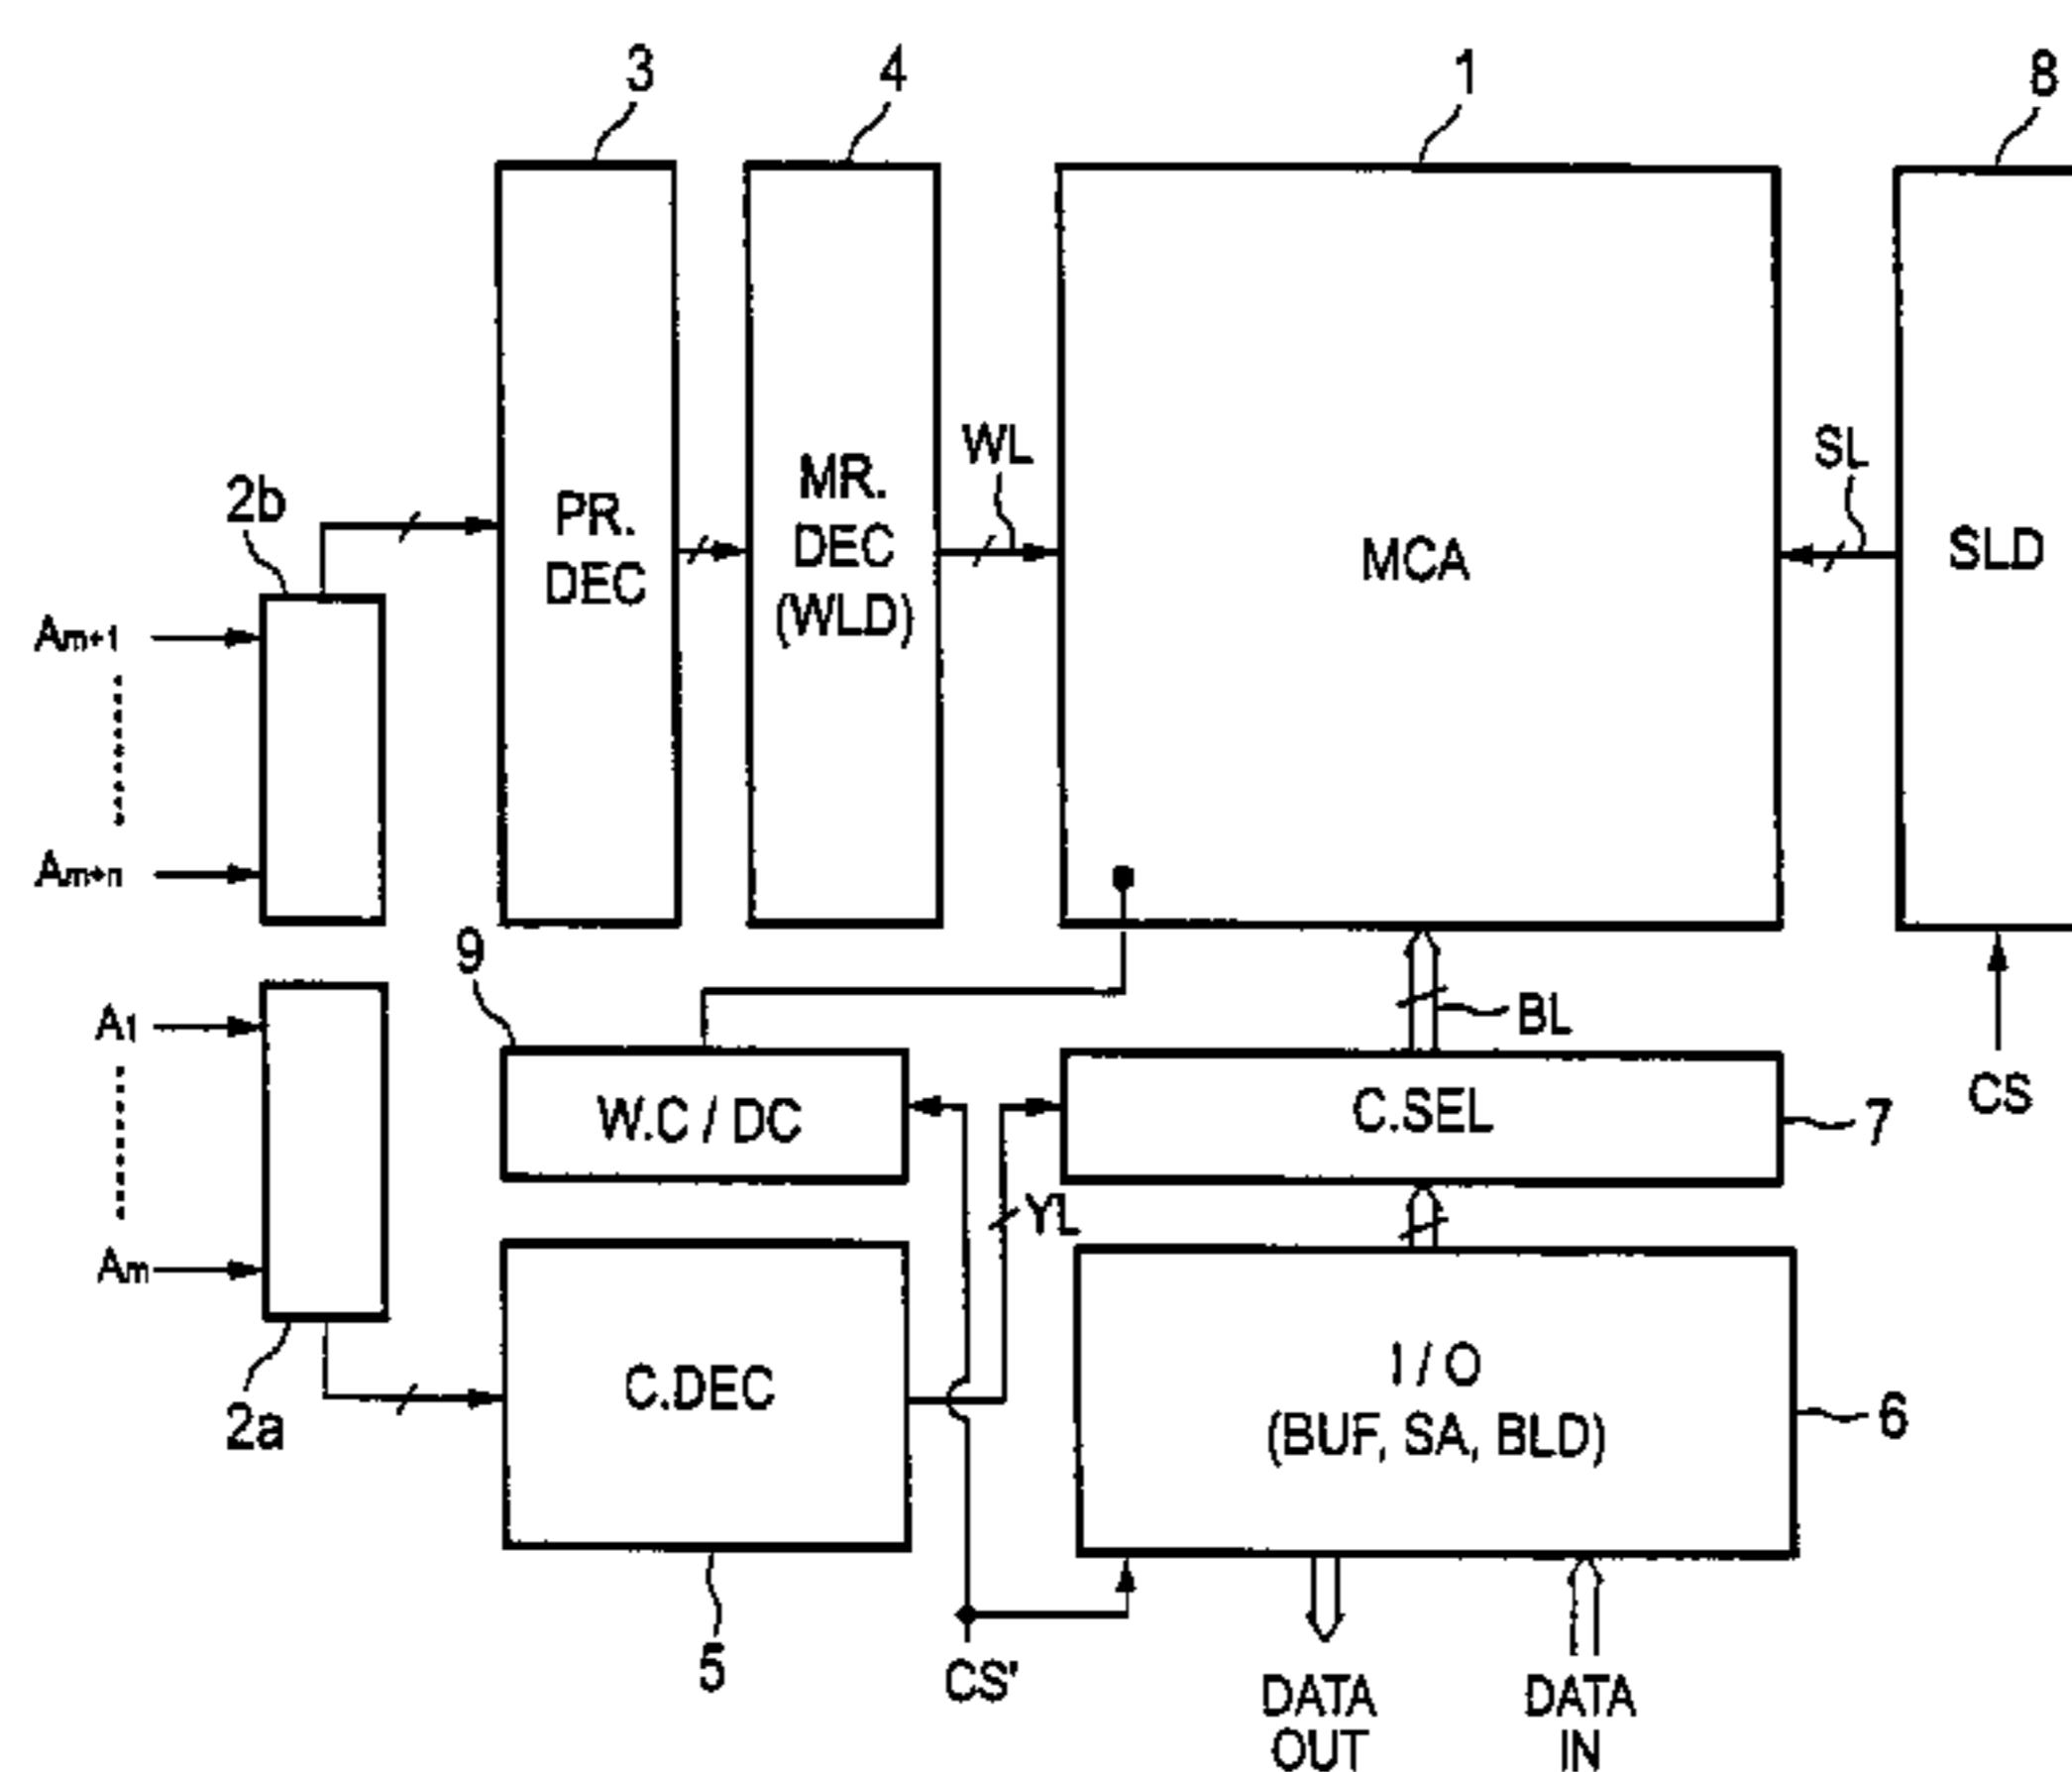 3
4
1
8
WL
SL
2b
PR.
DEC
MR.
DEC
(WLD)
MCA
SLD
Am+1
Am+n
9
A1
BL
W.C / DC
C.SEL
7
CS
YL
Am
2a
C.DEC
I / O
(BUF, SA, BLD)
6
5
CS'
DATA
OUT
DATA
IN